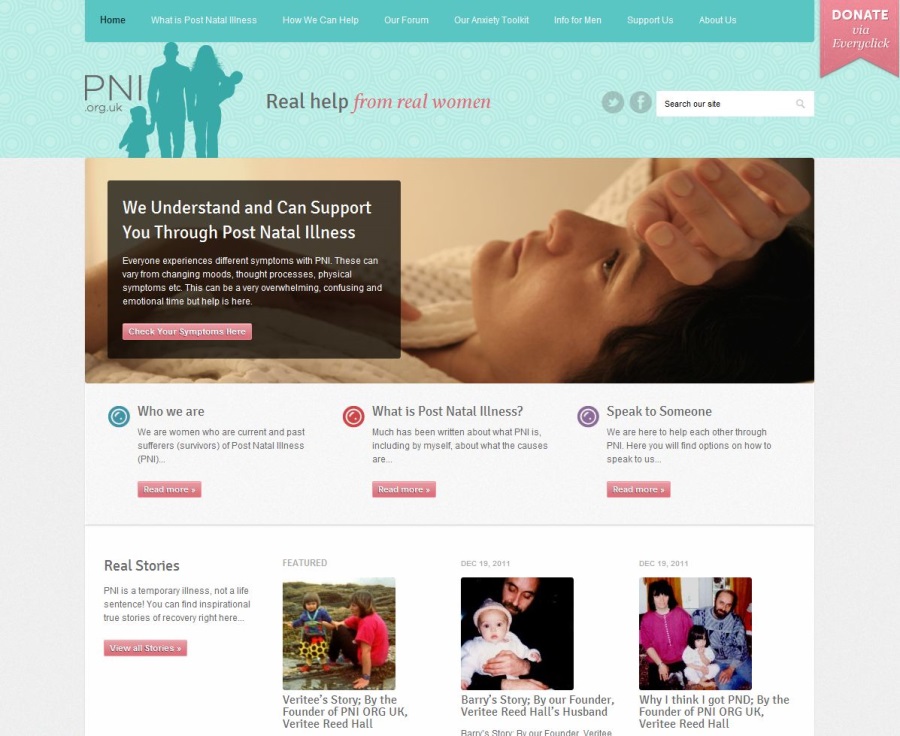 Home What is Post Natal Illness How We Can Help Our Forum Our Anxiety Toolkit Info for Men Support Us About Us
DONATE
via
Everyclick
PNI
.org.uk
Real help from real women
Search our site
We Understand and Can Support
You Through Post Natal Illness
Everyone experiences different symptoms with PNI. These can
vary from changing moods, thought processes, physical
symptoms etc. This can be a very overwhelming, confusing and
emotional time but help is here.
Check Your Symptoms Here
Who we are
We are women who are current and past
sufferers (survivors) of Post Natal Illness
(PNI)...
Read more »
What is Post Natal Illness?
Much has been written about what PNI is,
including by myself, about what the causes
are...
Read more »
Speak to Someone
We are here to help each other through
PNI. Here you will find options on how to
speak to us...
Read more »
Real Stories
PNI is a temporary illness, not a life
sentence! You can find inspirational
true stories of recovery right here...
View all Stories »
FEATURED
Veritee's Story; By the
Founder of PNI ORG UK,
Veritee Reed Hall
DEC 19, 2011
Barry's Story; By our Founder,
Veritee Reed Hall's Husband
Barry's Story; By our Founder, Veritee
DEC 19, 2011
Why I think I got PND; By the
Founder of PNI ORG UK,
Veritee Reed Hall